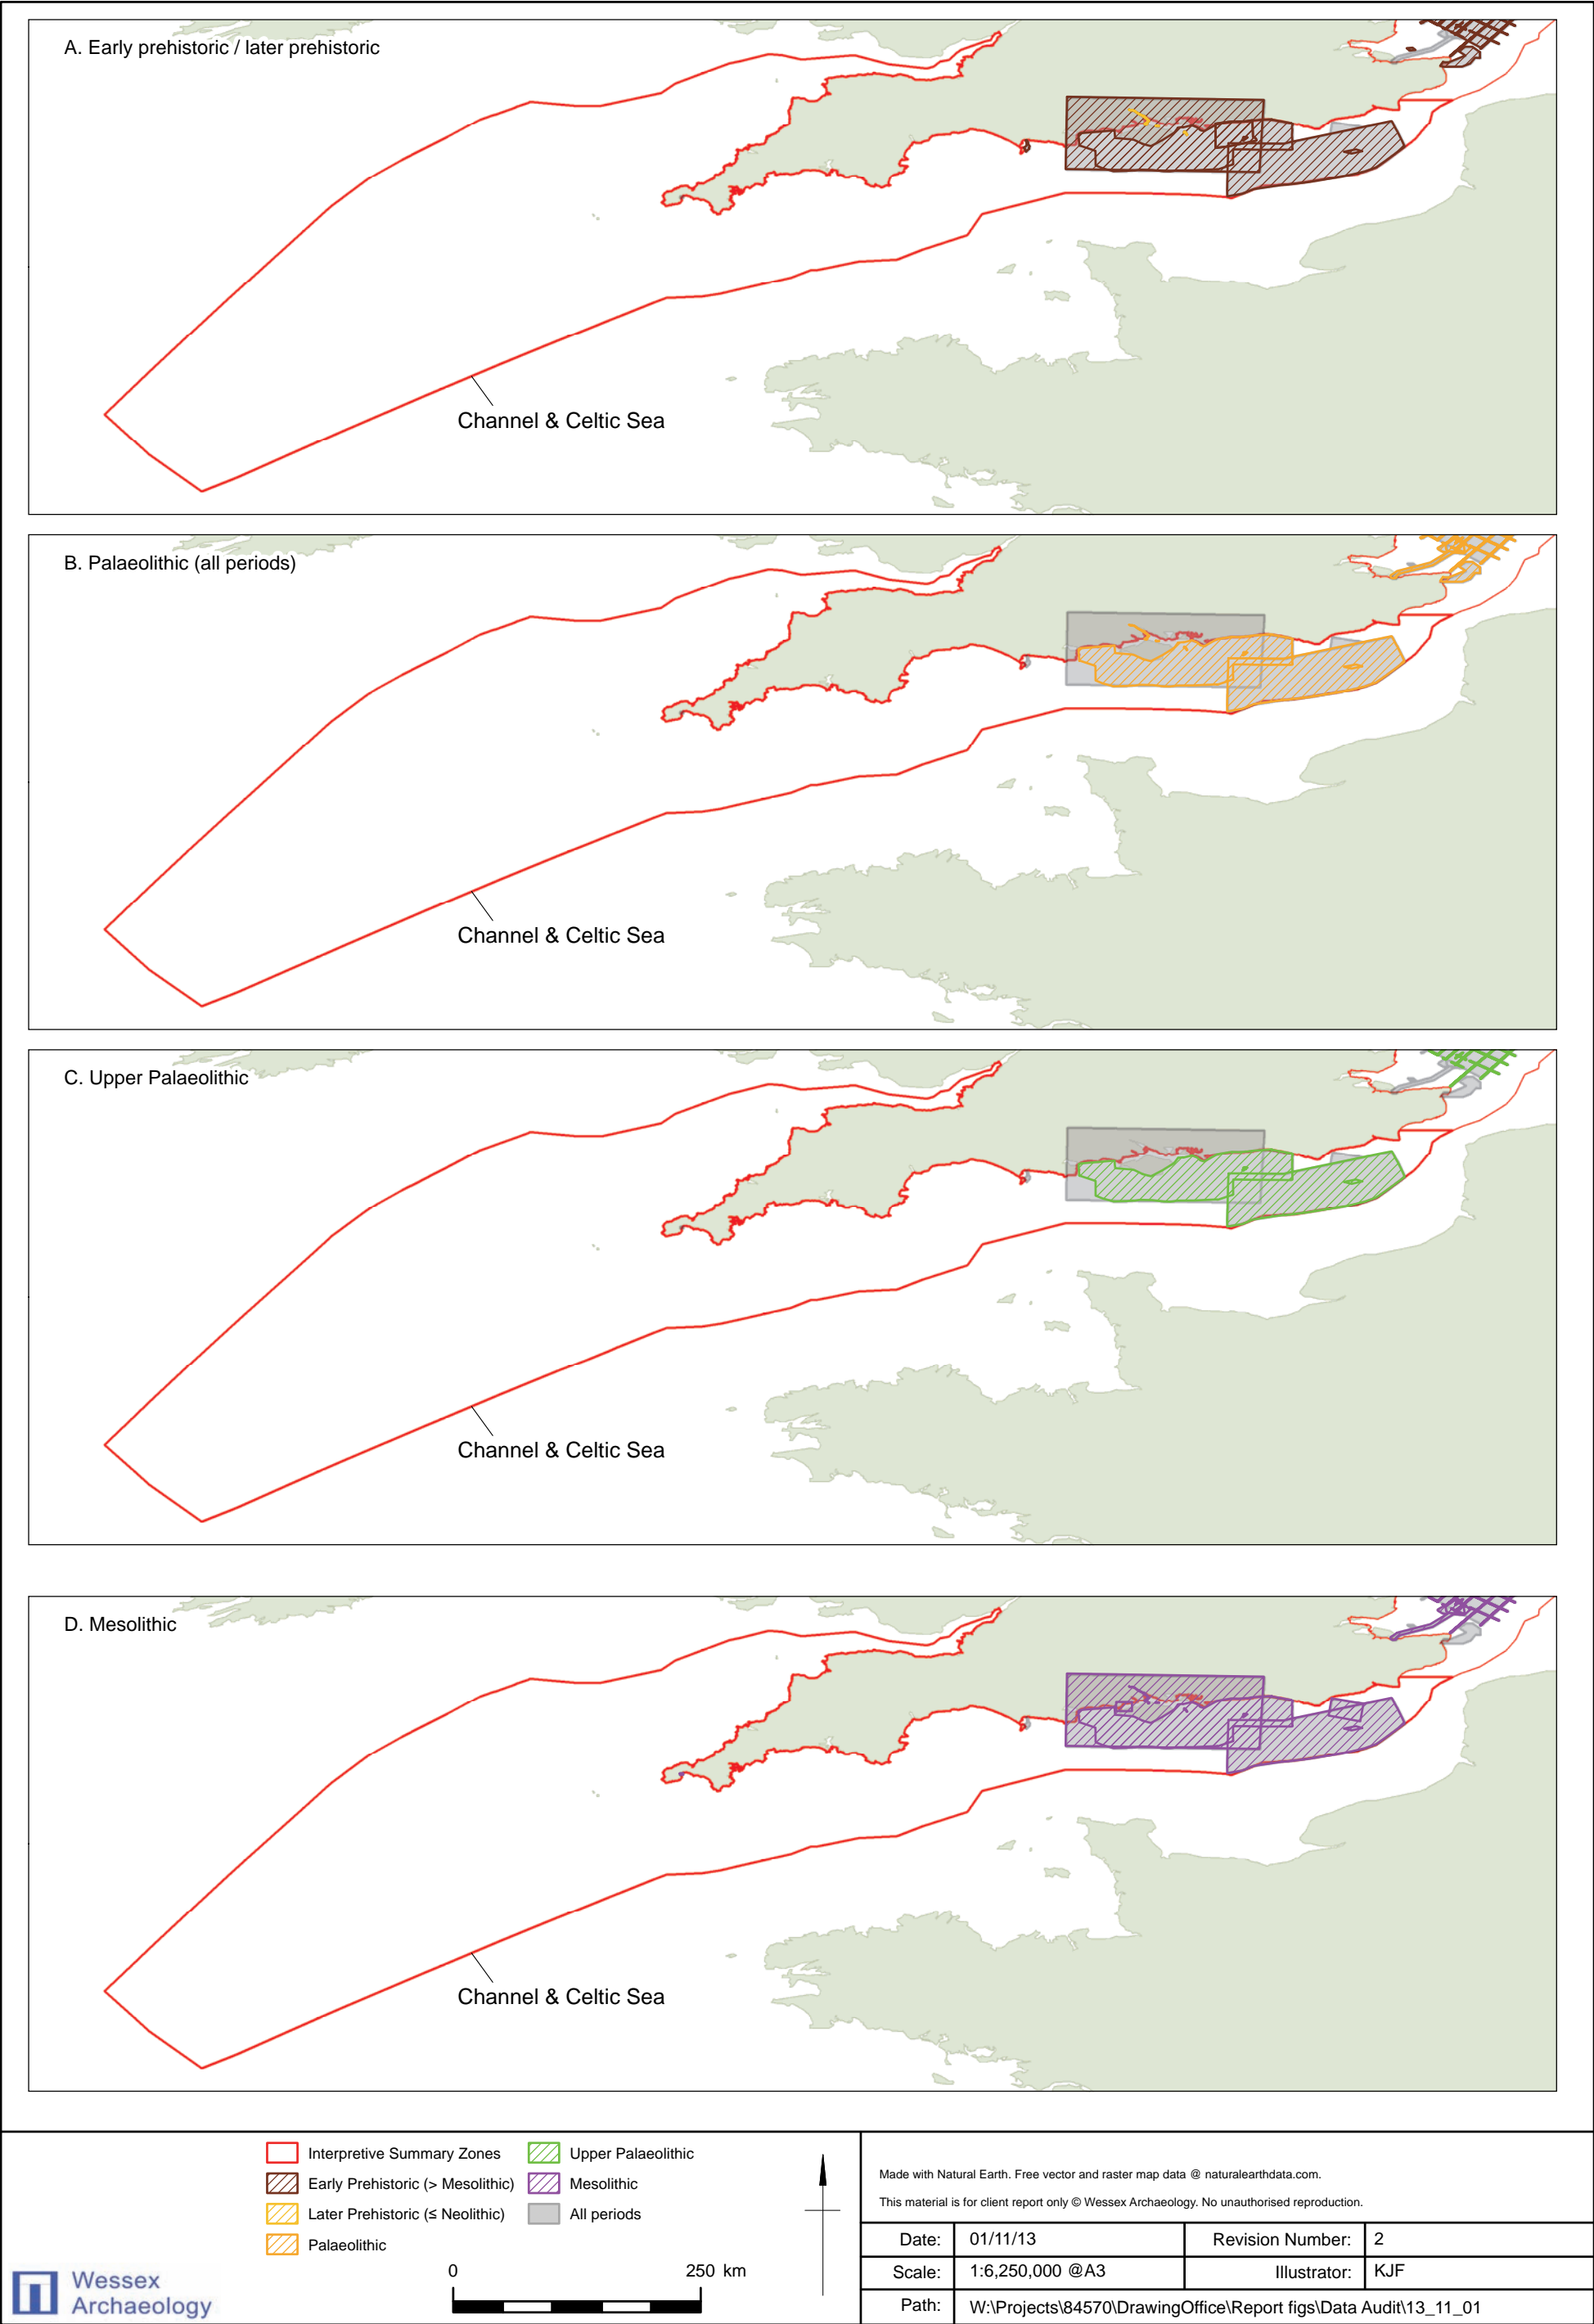 A. Early prehistoric / later prehistoric
Channel & Celtic Sea
B. Palaeolithic (all periods)
Channel & Celtic Sea
C. Upper Palaeolithic
Channel & Celtic Sea
D. Mesolithic
Channel & Celtic Sea
Interpretive Summary Zones
Early Prehistoric (> Mesolithic)
Later Prehistoric (≤ Neolithic)
Palaeolithic
Upper Palaeolithic
Mesolithic
All periods
0 250 km
Wessex
Archaeology
Made with Natural Earth. Free vector and raster map data @ naturalearthdata.com.
This material is for client report only © Wessex Archaeology. No unauthorised reproduction.
Date: 01/11/13 Revision Number: 2
Scale: 1:6,250,000 @A3 Illustrator: KJF
Path: W:\Projects\84570\DrawingOffice\Report figs\Data Audit\13_11_01